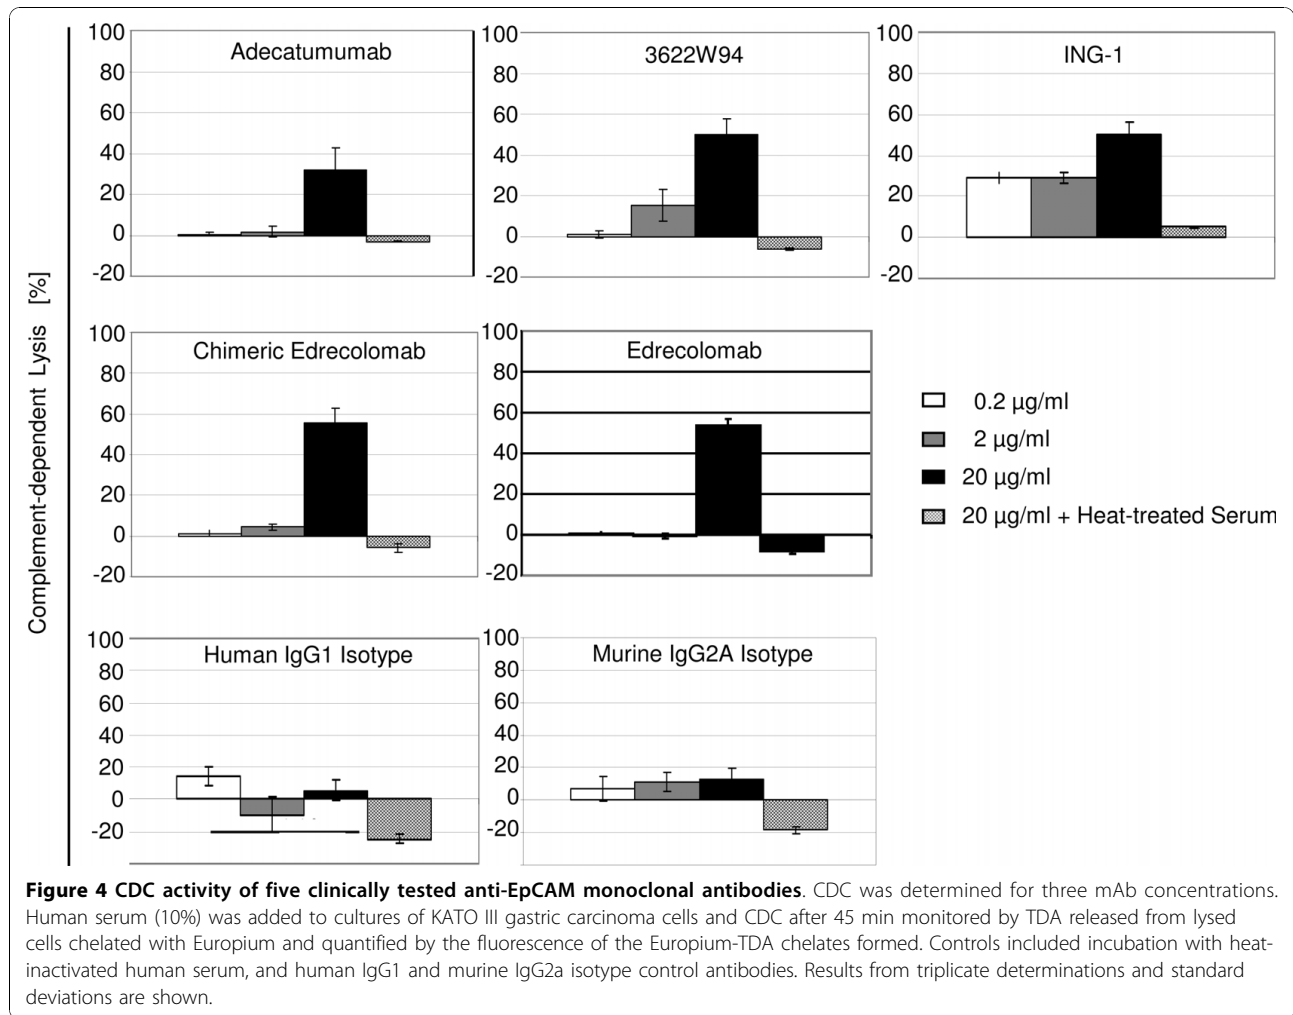 Complement-dependent Lysis [%]
Adecatumumab
100
80
60
40
20
0
-20
3622W94
100
80
60
40
20
0
-20
ING-1
100
80
60
40
20
0
-20
Chimeric Edrecolomab
100
80
60
40
20
0
-20
Edrecolomab
100
80
60
40
20
0
-20
0.2 µg/ml
2 µg/ml
20 µg/ml
20 µg/ml + Heat-treated Serum
Human IgG1 Isotype
100
80
60
40
20
0
-20
Murine IgG2A Isotype
100
80
60
40
20
0
-20
Figure 4 CDC activity of five clinically tested anti-EpCAM monoclonal antibodies. CDC was determined for three mAb concentrations.
Human serum (10%) was added to cultures of KATO III gastric carcinoma cells and CDC after 45 min monitored by TDA released from lysed
cells chelated with Europium and quantified by the fluorescence of the Europium-TDA chelates formed. Controls included incubation with heat-
inactivated human serum, and human IgG1 and murine IgG2a isotype control antibodies. Results from triplicate determinations and standard
deviations are shown.